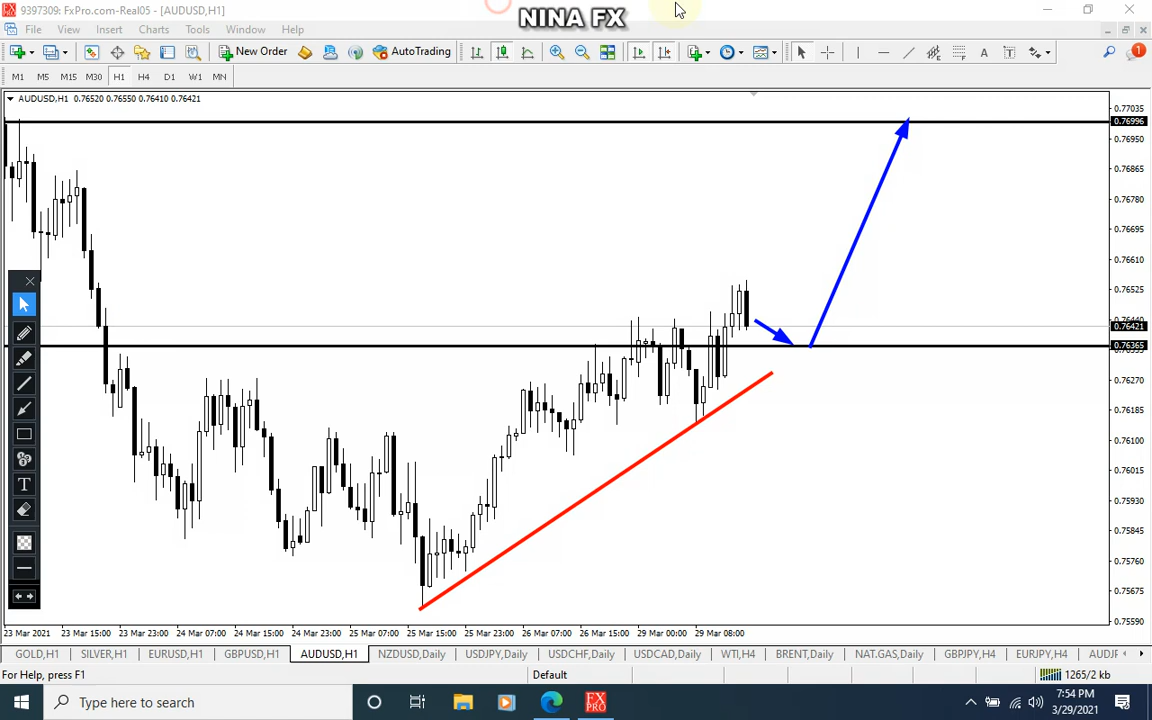 9397309: FxPro.com-Real05 - [AUDUSD,H1]
NINA FX
File View Insert Charts Tools Window Help
New Order AutoTrading
1
M1 M5 M15 M30 H1 H4 D1 W1 MN
AUDUSD,H1 0.76520 0.76550 0.76410 0.76421
0.77035
0.76996
0.76950
0.76865
0.76780
0.76695
0.76610
0.76525
0.76440
0.76421
0.76365
0.76270
0.76185
0.76100
0.76015
0.75930
0.75845
0.75760
0.75675
0.75590
23 Mar 2021 23 Mar 15:00 23 Mar 23:00 24 Mar 07:00 24 Mar 15:00 24 Mar 23:00 25 Mar 07:00 25 Mar 15:00 25 Mar 23:00 26 Mar 07:00 26 Mar 15:00 29 Mar 00:00 29 Mar 08:00
GOLD,H1 SILVER,H1 EURUSD,H1 GBPUSD,H1 AUDUSD,H1 NZDUSD,Daily USDJPY,Daily USDCHF,Daily USDCAD,Daily WTI,H4 BRENT,Daily NAT.GAS,Daily GBPJPY,H4 EURJPY,H4 AUDJF
For Help, press F1 Default 1265/2 kb
Type here to search
7:54 PM
3/29/2021